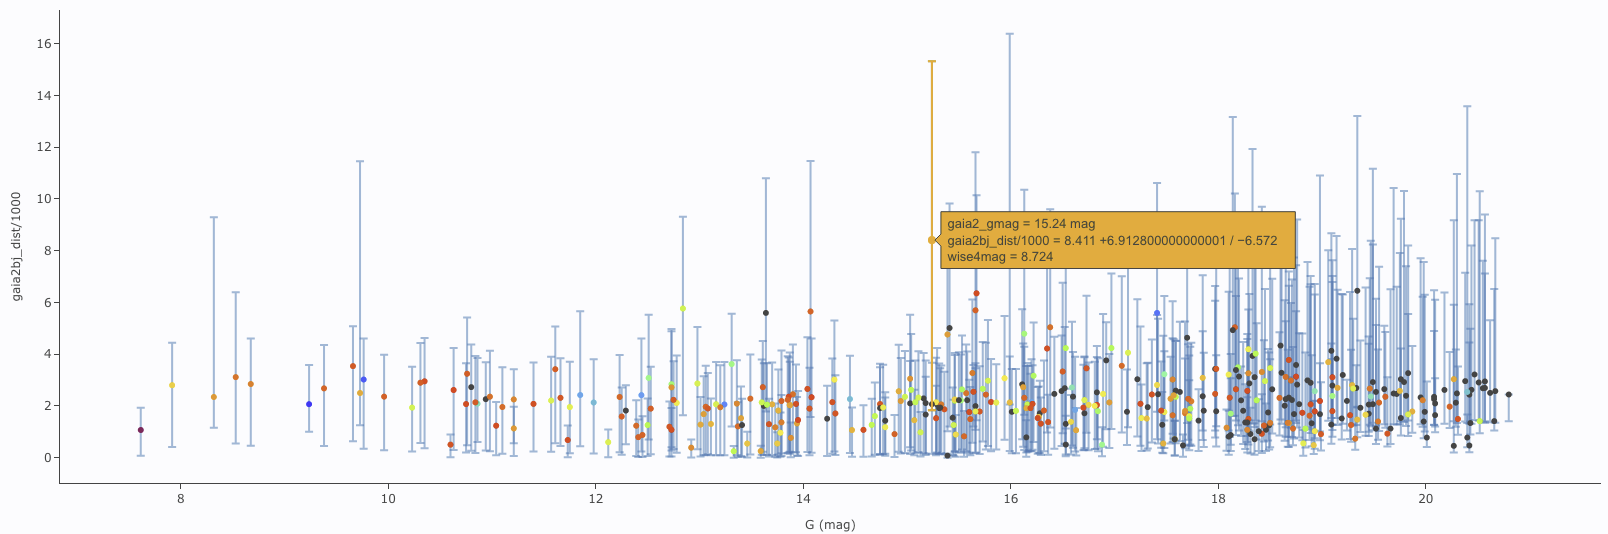 16
14
12
10
8
6
4
2
0
gaia2bj_dist/1000
gaia2_gmag = 15.24 mag
gaia2bj_dist/1000 = 8.411 +6.912800000000001 / −6.572
wise4mag = 8.724
8 10 12 14 16 18 20
G (mag)